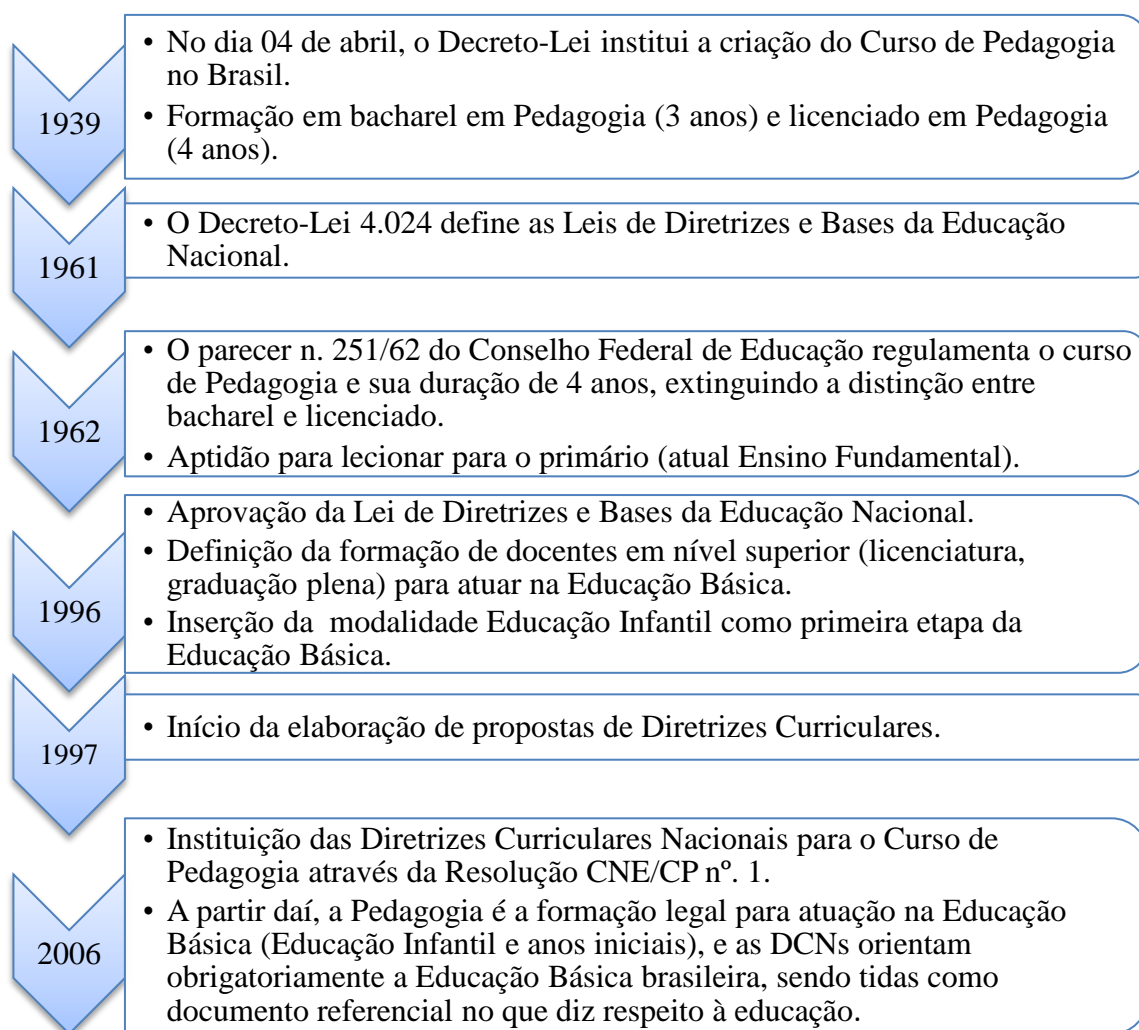 1939
• No dia 04 de abril, o Decreto-Lei institui a criação do Curso de Pedagogia
no Brasil.
• Formação em bacharel em Pedagogia (3 anos) e licenciado em Pedagogia
(4 anos).
1961
• O Decreto-Lei 4.024 define as Leis de Diretrizes e Bases da Educação
Nacional.
1962
• O parecer n. 251/62 do Conselho Federal de Educação regulamenta o curso
de Pedagogia e sua duração de 4 anos, extinguindo a distinção entre
bacharel e licenciado.
• Aptidão para lecionar para o primário (atual Ensino Fundamental).
1996
• Aprovação da Lei de Diretrizes e Bases da Educação Nacional.
• Definição da formação de docentes em nível superior (licenciatura,
graduação plena) para atuar na Educação Básica.
• Inserção da modalidade Educação Infantil como primeira etapa da
Educação Básica.
1997
• Início da elaboração de propostas de Diretrizes Curriculares.
2006
• Instituição das Diretrizes Curriculares Nacionais para o Curso de
Pedagogia através da Resolução CNE/CP nº. 1.
• A partir daí, a Pedagogia é a formação legal para atuação na Educação
Básica (Educação Infantil e anos iniciais), e as DCNs orientam
obrigatoriamente a Educação Básica brasileira, sendo tidas como
documento referencial no que diz respeito à educação.